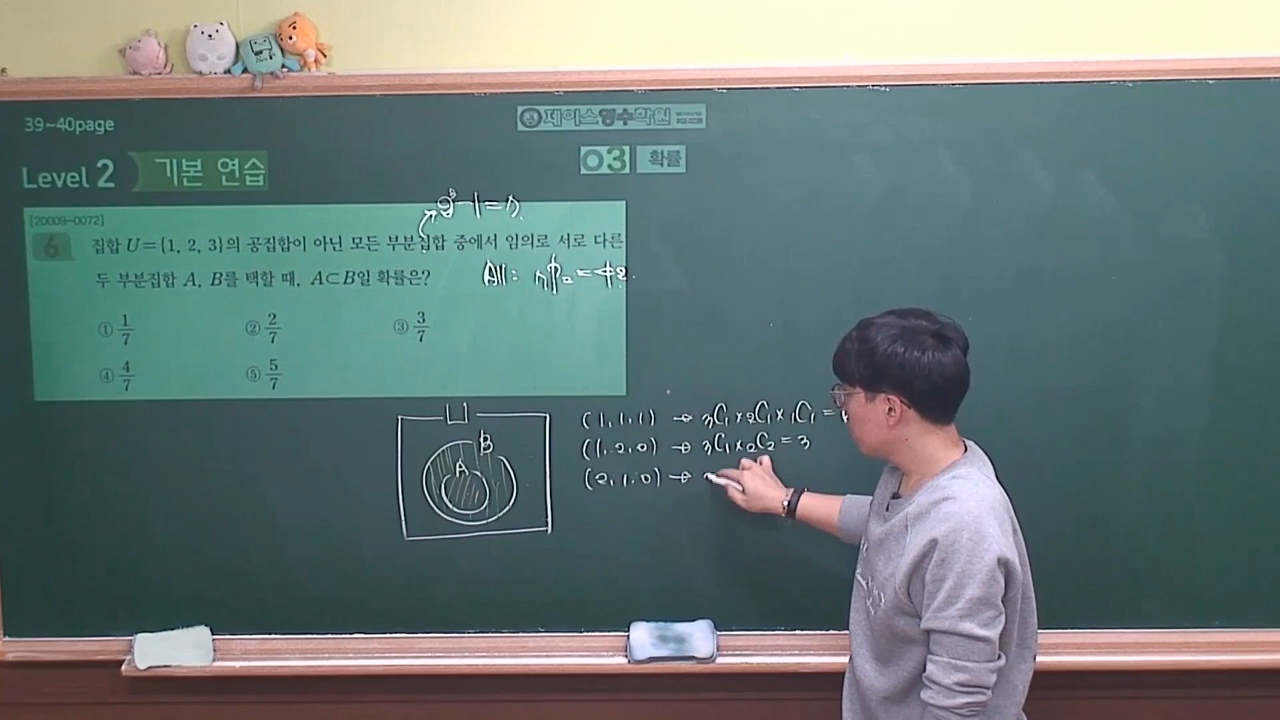 39~40page
제이스영수학원
Level 2 기본 연습
03 확률
[20009-0072]
2³-1=7
6 집합 U={1, 2, 3}의 공집합이 아닌 모든 부분집합 중에서 임의로 서로 다른
두 부분집합 A, B를 택할 때, A⊂B일 확률은?
All: ₇P₂=42.
① 1/7 ② 2/7 ③ 3/7
④ 4/7 ⑤ 5/7
U
B
A
(1,1,1) → ₃C₁×₂C₁×₁C₁=
(1,2,0) → ₃C₁×₂C₂=3
(2,1,0) →